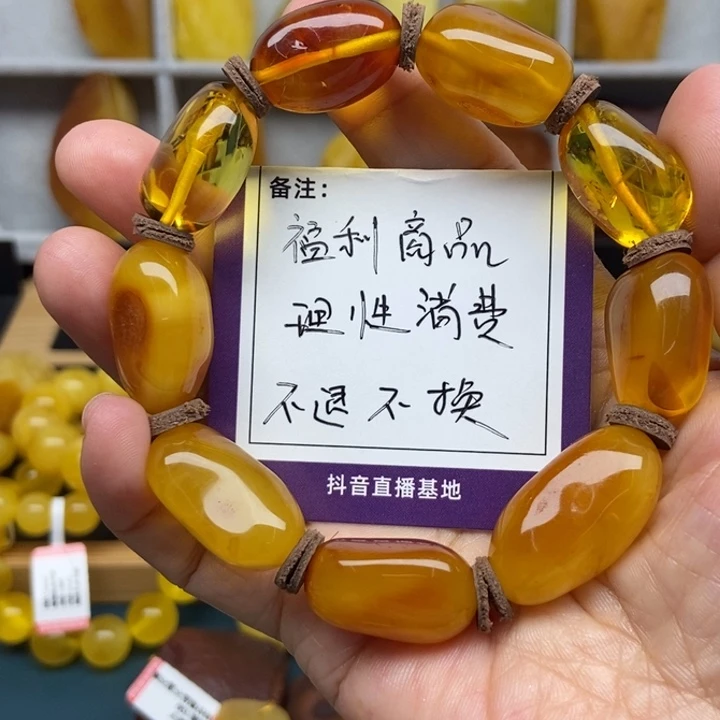 备注：
福利商品
理性消费
不退不换
抖音直播基地